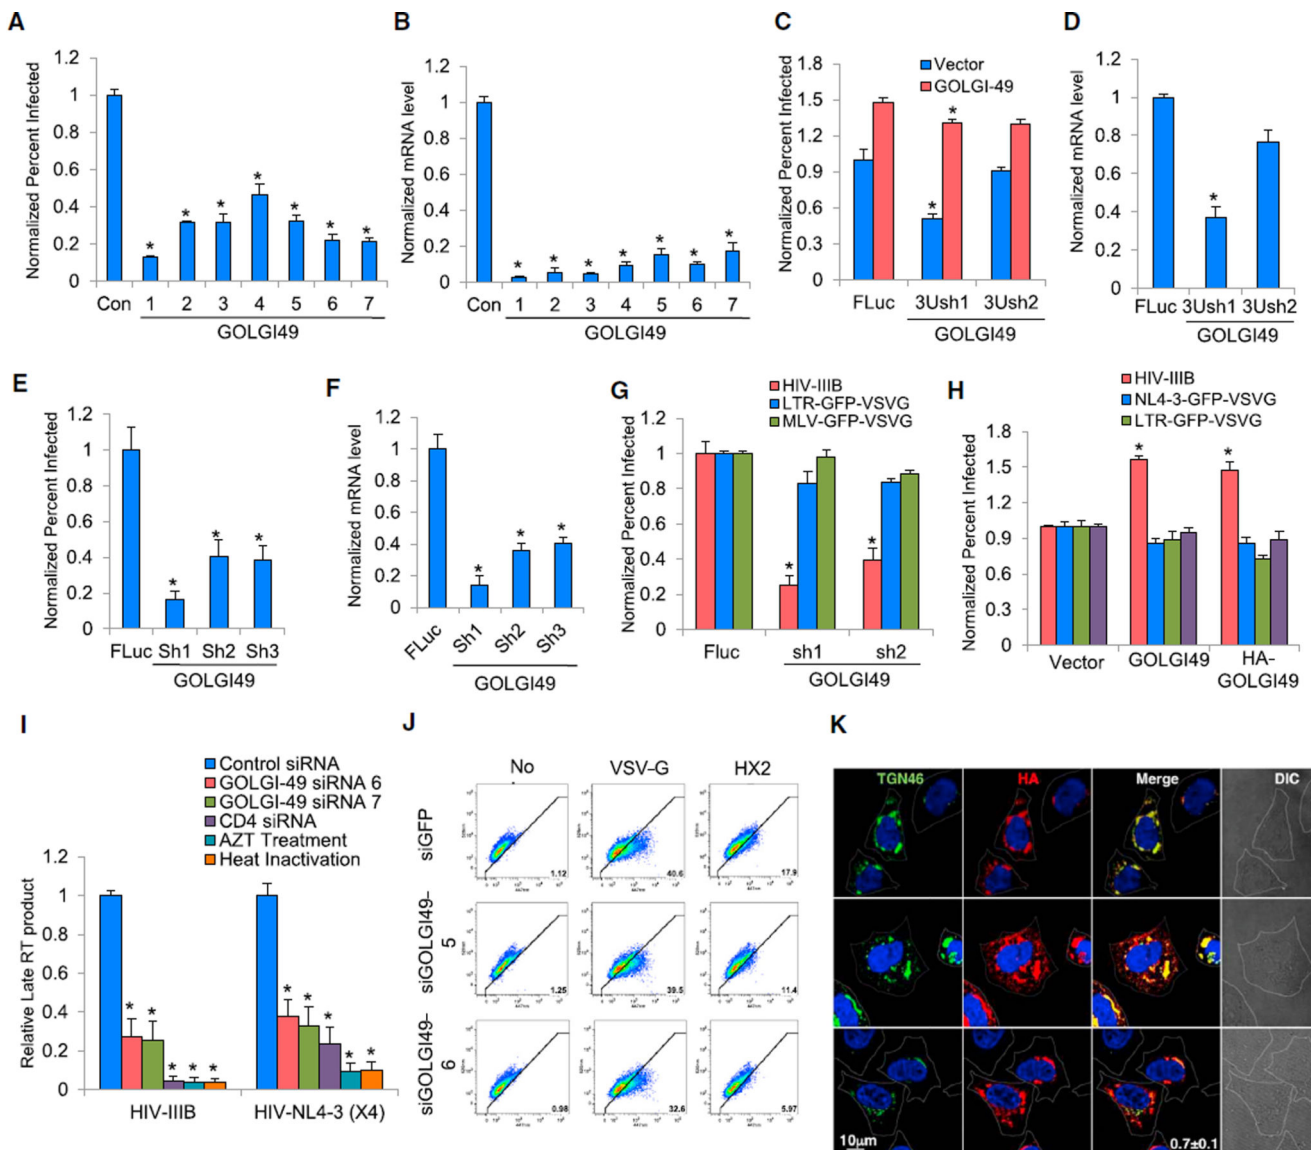 A
Normalized Percent Infected
1.2
1
0.8
0.6
0.4
0.2
0
* * * * * * *
Con 1 2 3 4 5 6 7
GOLGI49
B
Normalized mRNA level
1.2
1
0.8
0.6
0.4
0.2
0
* * * * * * *
Con 1 2 3 4 5 6 7
GOLGI49
C
Normalized Percent Infected
1.8
1.5
1.2
0.9
0.6
0.3
0
Vector
GOLGI-49
* *
FLuc 3Ush1 3Ush2
GOLGI49
D
Normalized mRNA level
1.2
1
0.8
0.6
0.4
0.2
0
*
FLuc 3Ush1 3Ush2
GOLGI49
E
Normalized Percent Infected
1.2
1
0.8
0.6
0.4
0.2
0
* * *
FLuc Sh1 Sh2 Sh3
GOLGI49
F
Normalized mRNA level
1.2
1
0.8
0.6
0.4
0.2
0
* * *
FLuc Sh1 Sh2 Sh3
GOLGI49
G
HIV-IIIB
LTR-GFP-VSVG
MLV-GFP-VSVG
Normalized Percent Infected
1.2
1
0.8
0.6
0.4
0.2
0
* *
Fluc sh1 sh2
GOLGI49
H
HIV-IIIB
NL4-3-GFP-VSVG
LTR-GFP-VSVG
Normalized Percent Infected
1.8
1.5
1.2
0.9
0.6
0.3
0
* *
Vector GOLGI49 HA-
GOLGI49
I
Control siRNA
GOLGI-49 siRNA 6
GOLGI-49 siRNA 7
CD4 siRNA
AZT Treatment
Heat Inactivation
Relative Late RT product
1.2
1
0.8
0.6
0.4
0.2
0
* * * * * * * * * *
HIV-IIIB HIV-NL4-3 (X4)
J
No VSV-G HX2
siGFP
1.12 40.6 17.9
siGOLGI49-
5
1.25 39.5 11.4
siGOLGI49-
6
0.98 32.6 5.97
K
TGN46 HA Merge DIC
10μm
0.7±0.1